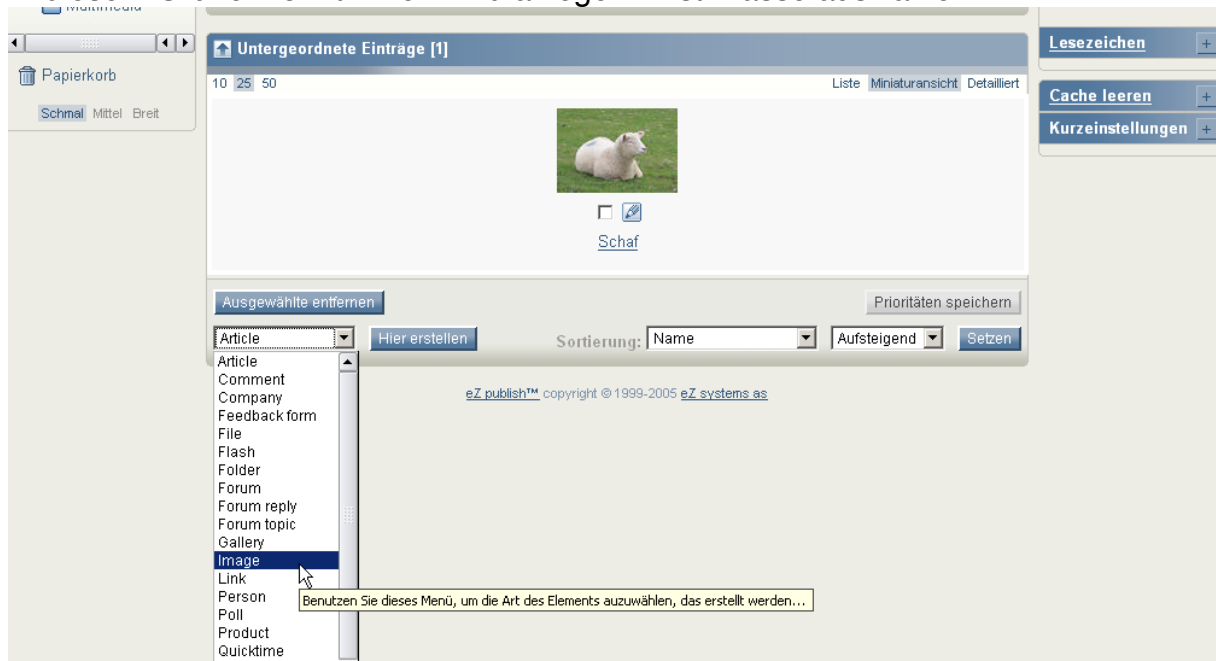 Multimedia
Papierkorb
Schmal Mittel Breit
Untergeordnete Einträge [1]
10 25 50
Liste Miniaturansicht Detailliert
Schaf
Ausgewählte entfernen
Prioritäten speichern
Article
Hier erstellen
Sortierung: Name
Aufsteigend
Setzen
Article
Comment
Company
Feedback form
File
Flash
Folder
Forum
Forum reply
Forum topic
Gallery
Image
Link
Person
Poll
Product
Quicktime
Benutzen Sie dieses Menü, um die Art des Elements auzuwählen, das erstellt werden...
eZ publish™ copyright © 1999-2005 eZ systems as
Lesezeichen +
Cache leeren +
Kurzeinstellungen +